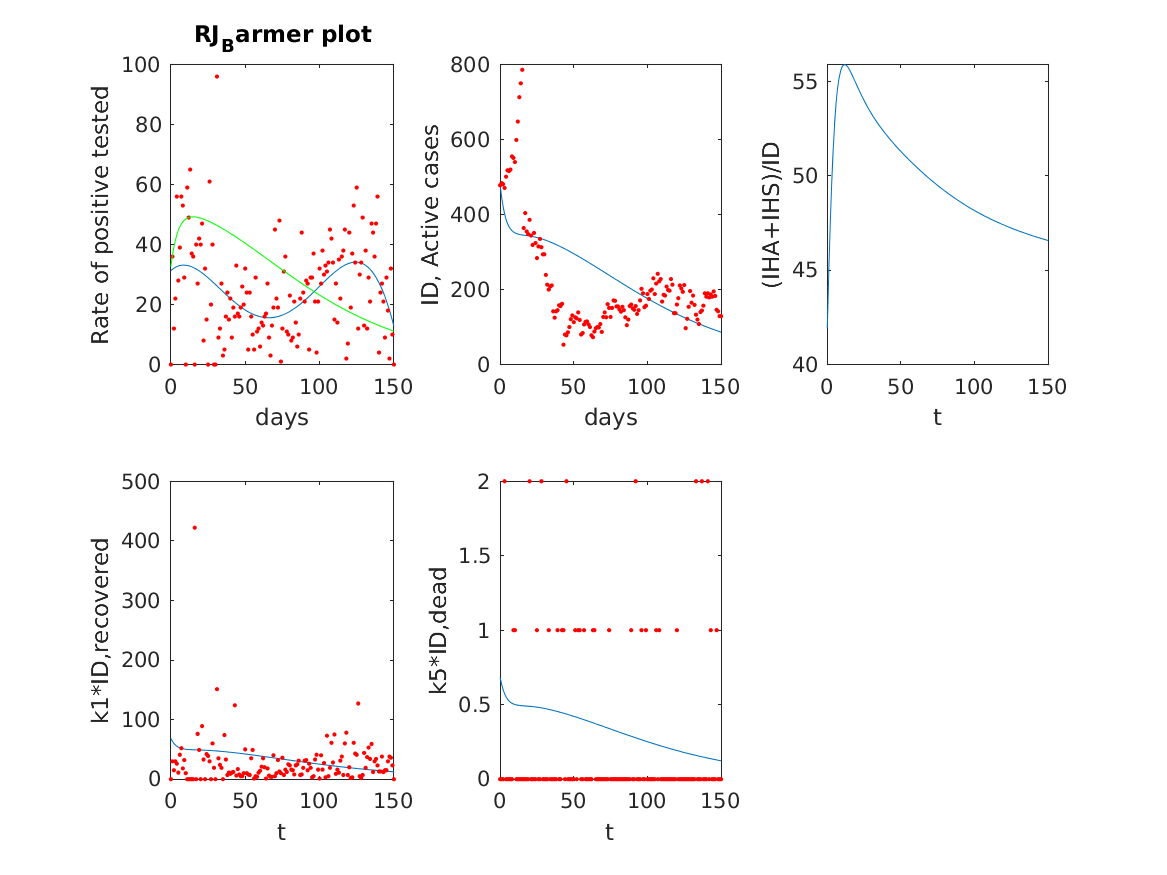 RJBarmer plot
Rate of positive tested
100
80
60
40
20
0
0 50 100 150
days
ID, Active cases
800
600
400
200
0
0 50 100 150
days
(IHA+IHS)/ID
55
50
45
40
0 50 100 150
t
k1*ID,recovered
500
400
300
200
100
0
0 50 100 150
t
k5*ID,dead
2
1.5
1
0.5
0
0 50 100 150
t